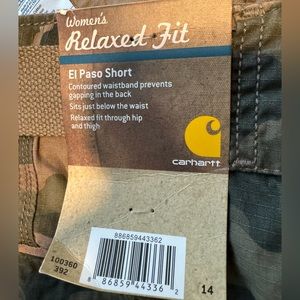 Women's
Relaxed Fit
El Paso Short
Contoured waistband prevents
gapping in the back
Sits just below the waist
Relaxed fit through hip
and thigh
carhartt
886859443362
100360
392
8 86859 44336 2
14